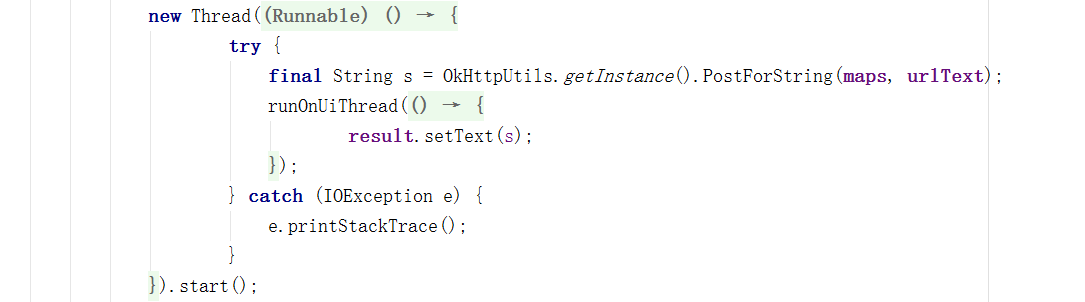 new Thread((Runnable) () → {
try {
final String s = OkHttpUtils.getInstance().PostForString(maps, urlText);
runOnUiThread(() → {
result.setText(s);
});
} catch (IOException e) {
e.printStackTrace();
}
}).start();